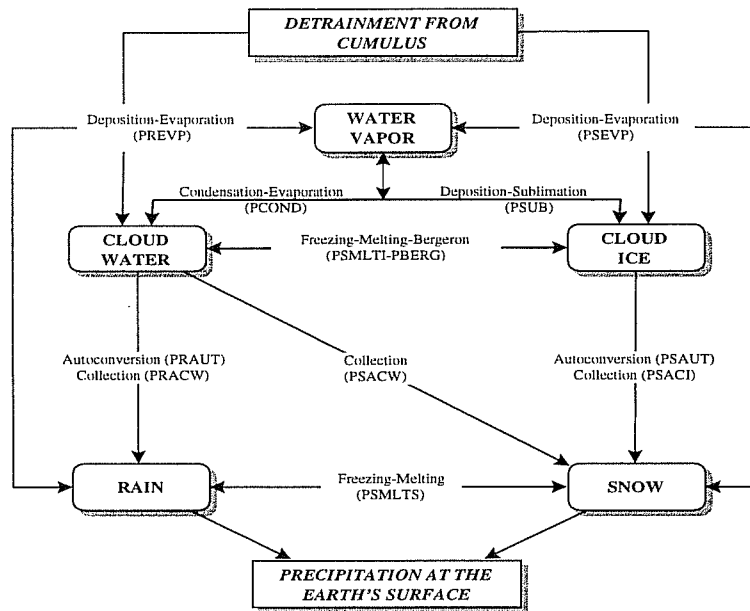 DETRAINMENT FROM
CUMULUS
Deposition-Evaporation
(PREVP)
WATER
VAPOR
Deposition-Evaporation
(PSEVP)
Condensation-Evaporation
(PCOND)
Deposition-Sublimation
(PSUB)
CLOUD
WATER
Freezing-Melting-Bergeron
(PSMLTI-PBERG)
CLOUD
ICE
Autoconversion (PRAUT)
Collection (PRACW)
Collection
(PSACW)
Autoconversion (PSAUT)
Collection (PSACI)
RAIN
Freezing-Melting
(PSMLTS)
SNOW
PRECIPITATION AT THE
EARTH'S SURFACE